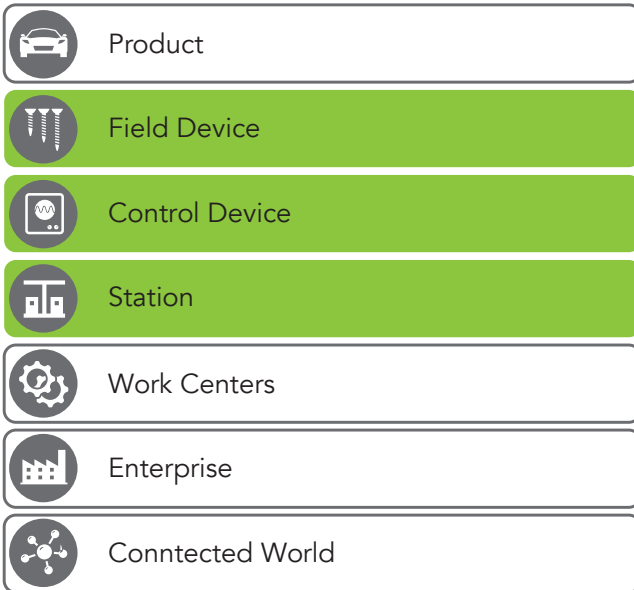 Product
Field Device
Control Device
Station
Work Centers
Enterprise
Conntected World